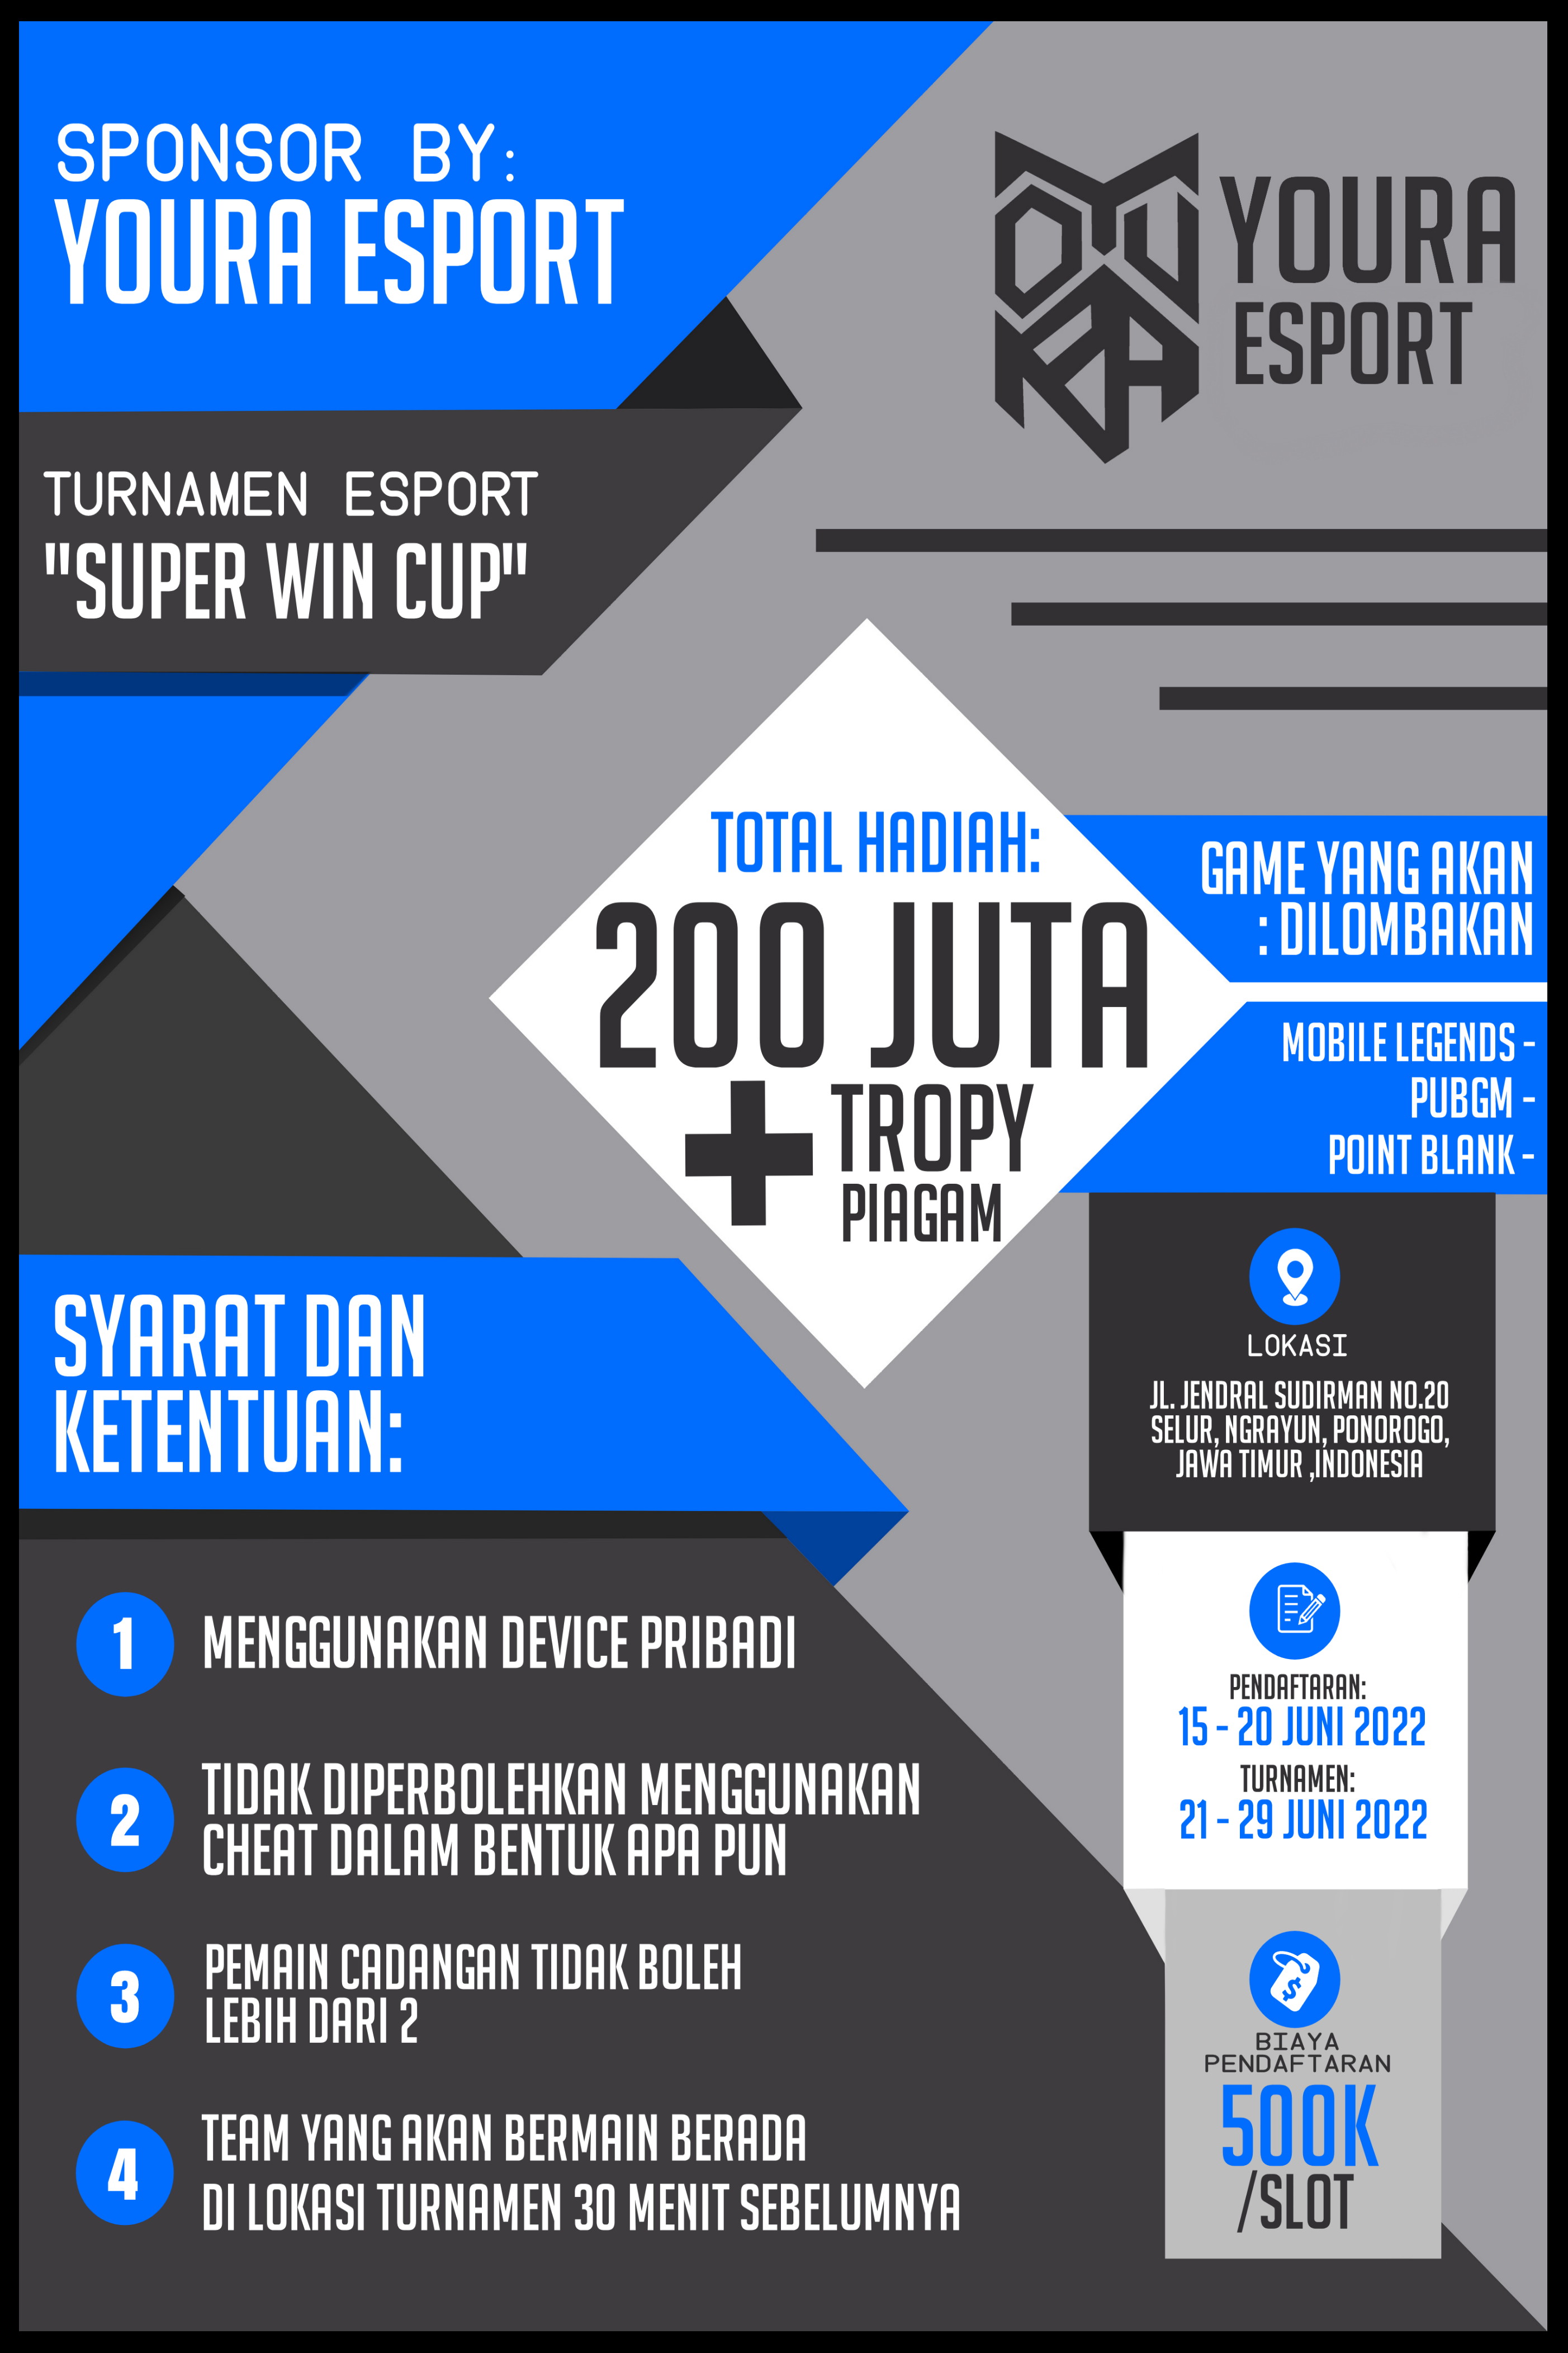 SPONSOR BY:
YOURA ESPORT
YOURA
YOURA
ESPORT
TURNAMEN ESPORT
"SUPER WIN CUP"
TOTAL HADIAH:
200 JUTA
+ TROPY
PIAGAM
GAME YANG AKAN
: DILOMBAKAN
MOBILE LEGENDS -
PUBGM -
POINT BLANK -
LOKASI
JL. JENDRAL SUDIRMAN NO.20
SELUR, NGRAYUN, PONOROGO,
JAWA TIMUR ,INDONESIA
SYARAT DAN
KETENTUAN:
1 MENGGUNAKAN DEVICE PRIBADI
2 TIDAK DIPERBOLEHKAN MENGGUNAKAN
CHEAT DALAM BENTUK APA PUN
3 PEMAIN CADANGAN TIDAK BOLEH
LEBIH DARI 2
4 TEAM YANG AKAN BERMAIN BERADA
DI LOKASI TURNAMEN 30 MENIT SEBELUMNYA
PENDAFTARAN:
15 - 20 JUNI 2022
TURNAMEN:
21 - 29 JUNI 2022
$
BIAYA
PENDAFTARAN
500K
/SLOT